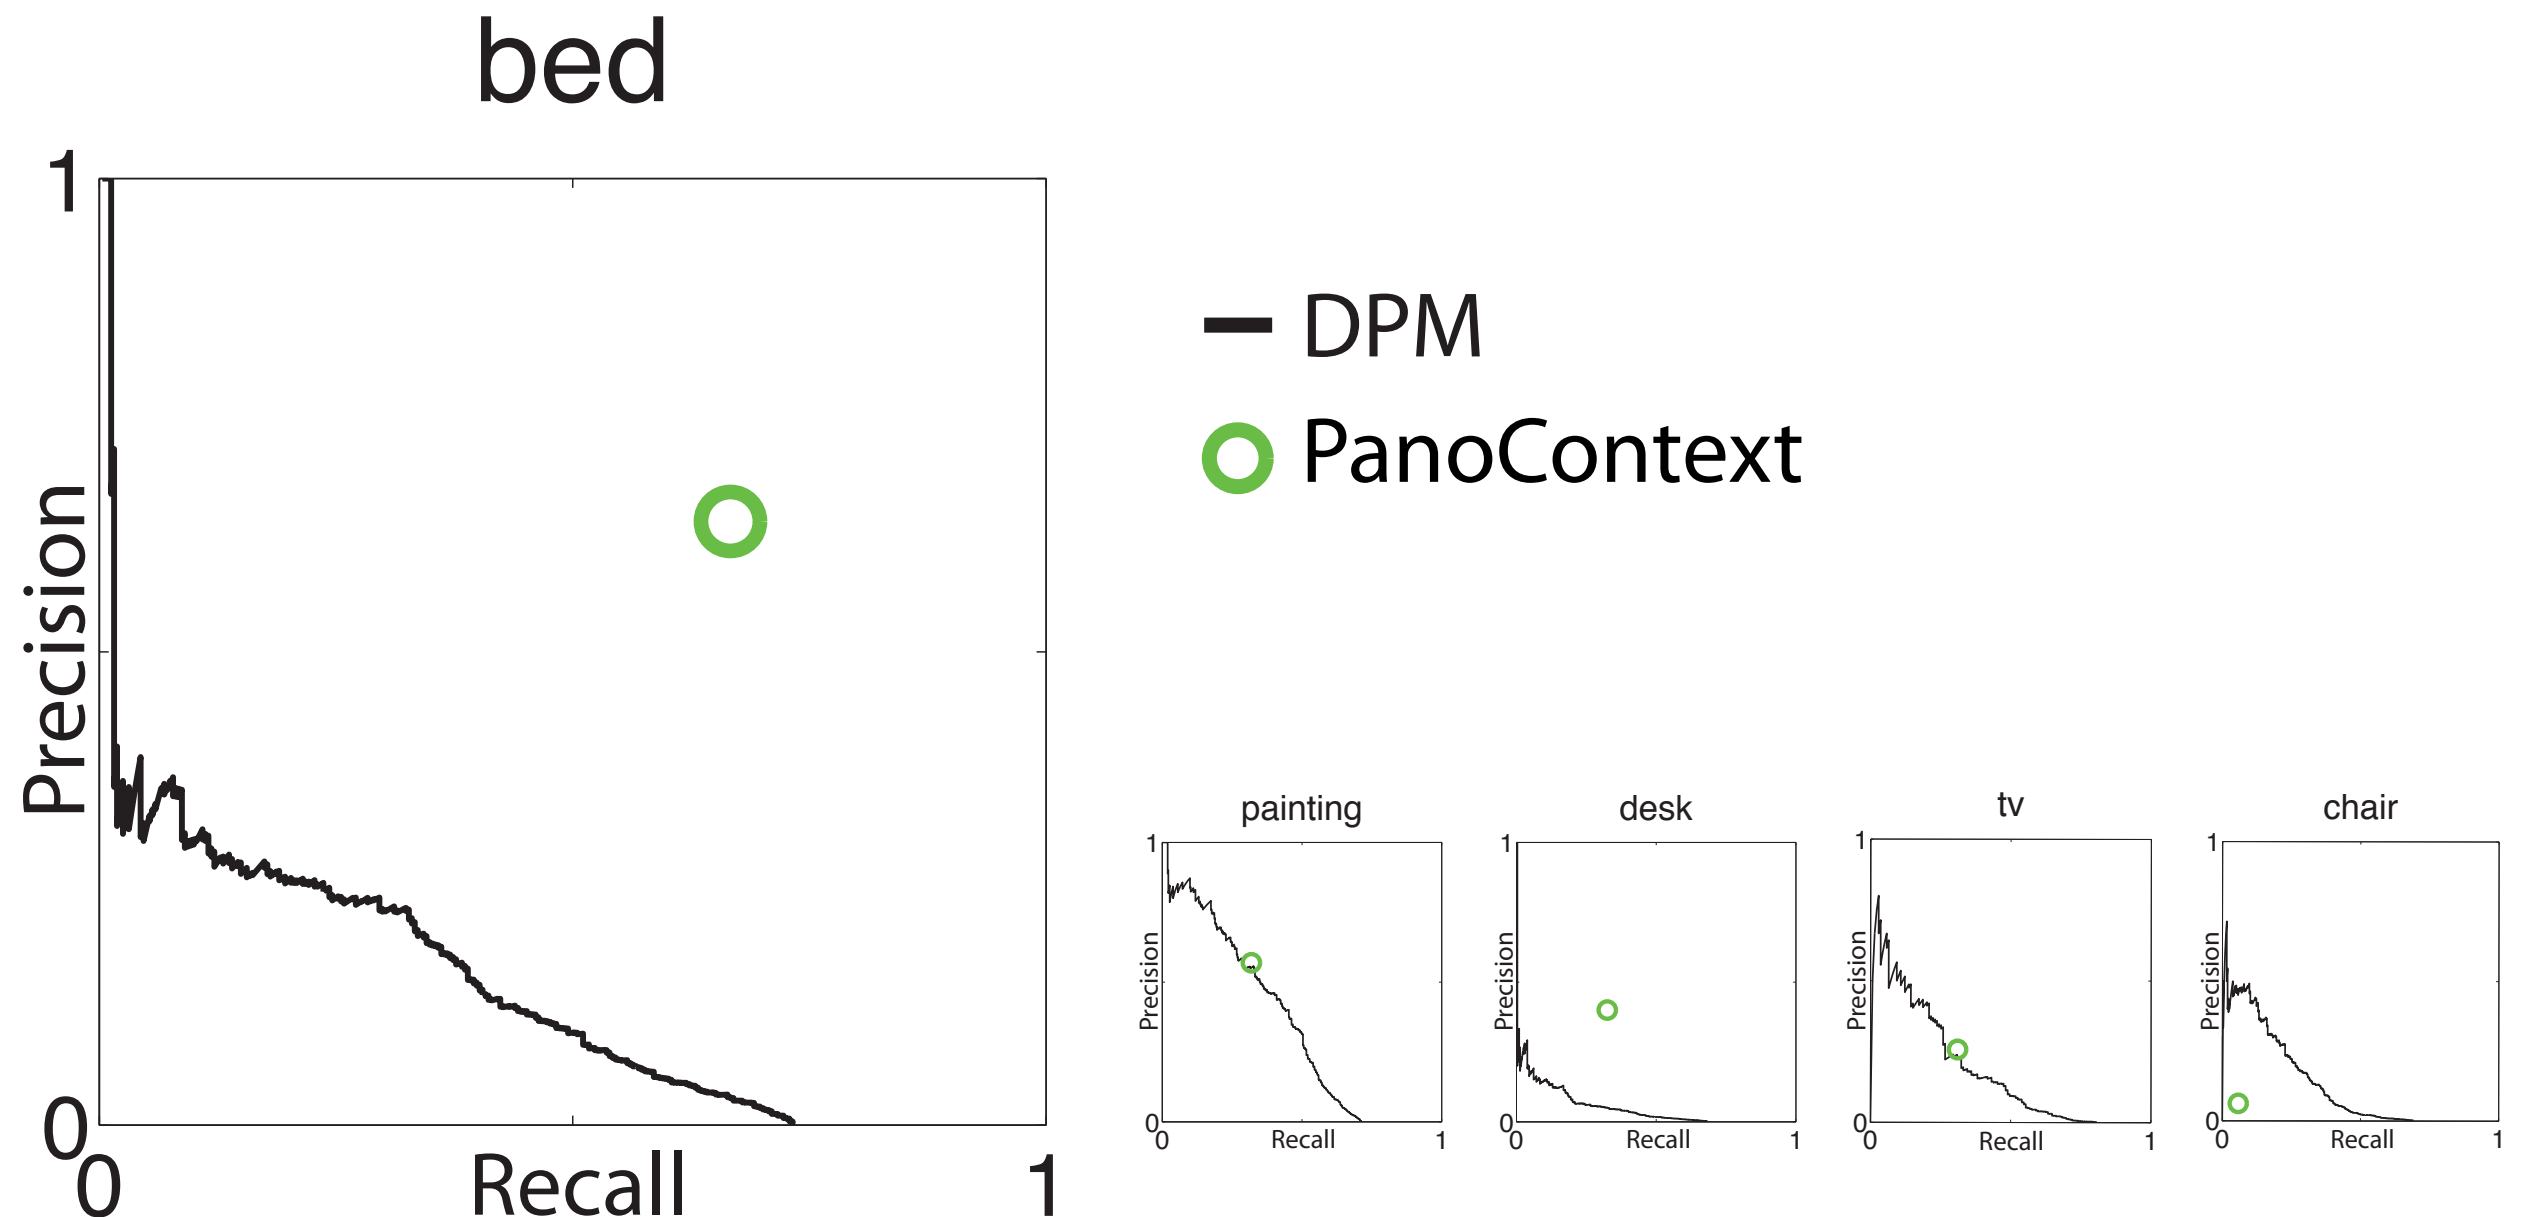 bed
1
Precision
0
0 Recall 1
DPM
PanoContext
painting
1
Precision
0
0 Recall 1
desk
1
Precision
0
0 Recall 1
tv
1
Precision
0
0 Recall 1
chair
1
Precision
0
0 Recall 1